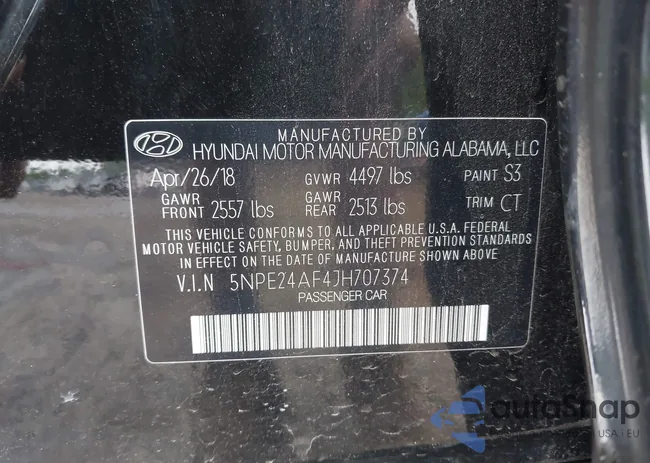 MANUFACTURED BY
HYUNDAI MOTOR MANUFACTURING ALABAMA, LLC
Apr/26/18 GVWR 4497 lbs PAINT S3
GAWR FRONT 2557 lbs GAWR REAR 2513 lbs TRIM CT
THIS VEHICLE CONFORMS TO ALL APPLICABLE U.S.A. FEDERAL
MOTOR VEHICLE SAFETY, BUMPER, AND THEFT PREVENTION STANDARDS
IN EFFECT ON THE DATE OF MANUFACTURE SHOWN ABOVE
V.I.N 5NPE24AF4JH707374
PASSENGER CAR
autoSnap
USA | EU